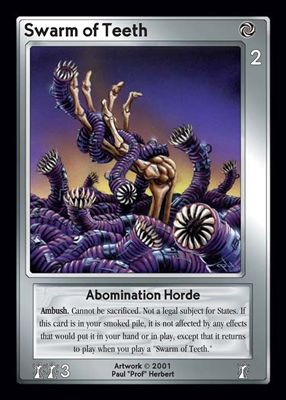 Swarm of Teeth
2
Abomination Horde
Ambush. Cannot be sacrificed. Not a legal subject for States. If
this card is in your smoked pile, it is not affected by any effects
that would put it in your hand or in play, except that it returns
to play when you play a "Swarm of Teeth."
3
Artwork © 2001
Paul "Prof" Herbert